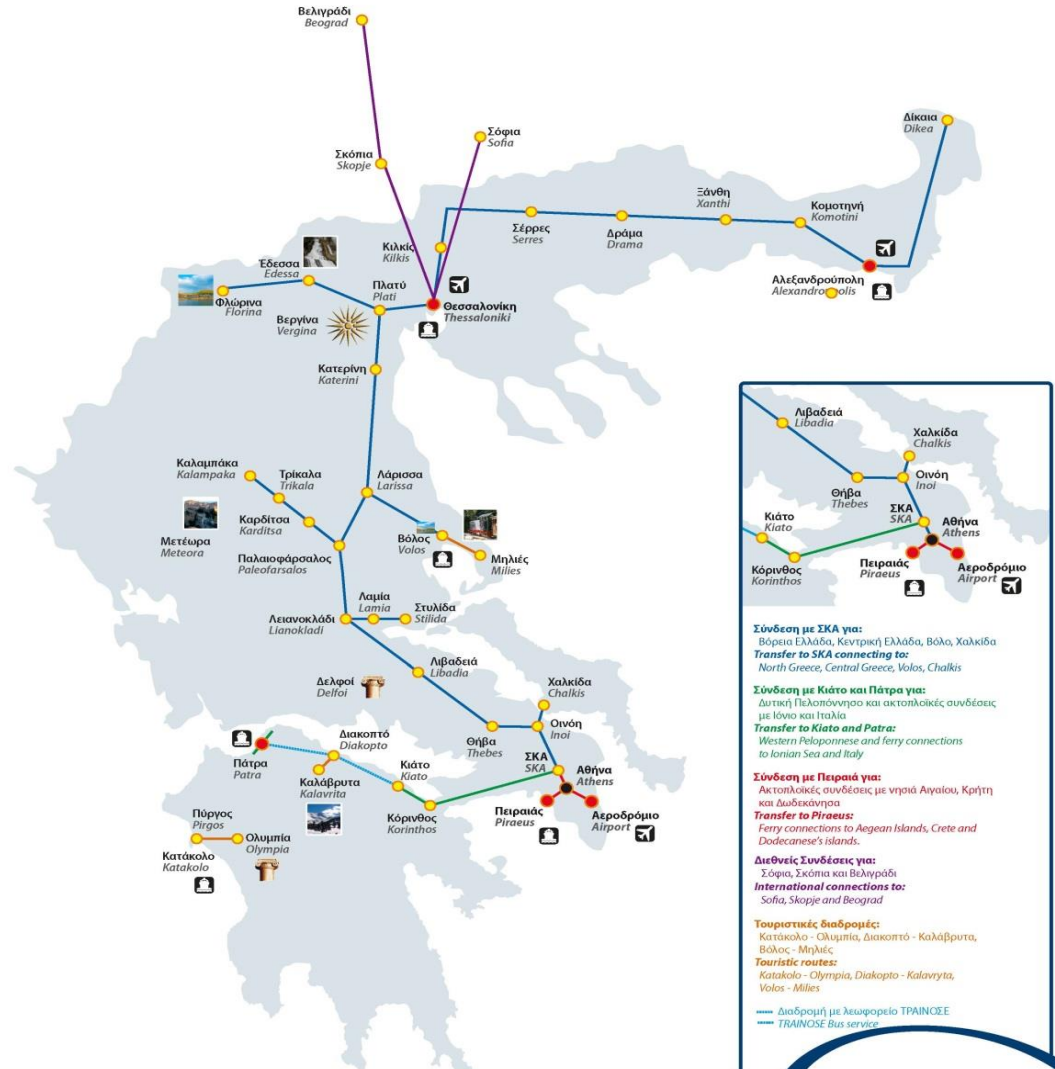 Βελιγράδι
Beograd
Σόφια
Sofia
Σκόπια
Skopje
Δίκαια
Dikea
Ξάνθη
Xanthi
Κομοτηνή
Komotini
Σέρρες
Serres
Δράμα
Drama
Κιλκίς
Kilkis
Έδεσσα
Edessa
Πλατύ
Plati
Αλεξανδρούπολη
Alexandroupolis
Φλώρινα
Florina
Θεσσαλονίκη
Thessaloniki
Βεργίνα
Vergina
Κατερίνη
Katerini
Καλαμπάκα
Kalampaka
Τρίκαλα
Trikala
Λάρισσα
Larissa
Καρδίτσα
Karditsa
Μετέωρα
Meteora
Βόλος
Volos
Παλαιοφάρσαλος
Paleofarsalos
Μηλιές
Milies
Λαμία
Lamia
Στυλίδα
Stilida
Λειανοκλάδι
Lianokladi
Λιβαδειά
Libadia
Δελφοί
Delfoi
Χαλκίδα
Chalkis
Διακοπτό
Diakopto
Θήβα
Thebes
Οινόη
Inoi
Πάτρα
Patra
Κιάτο
Kiato
ΣΚΑ
SKA
Αθήνα
Athens
Καλάβρυτα
Kalavrita
Κόρινθος
Korinthos
Πειραιάς
Piraeus
Αεροδρόμιο
Airport
Πύργος
Pirgos
Ολυμπία
Olympia
Κατάκολο
Katakolo
Λιβαδειά
Libadia
Χαλκίδα
Chalkis
Θήβα
Thebes
Οινόη
Inoi
Κιάτο
Kiato
ΣΚΑ
SKA
Αθήνα
Athens
Κόρινθος
Korinthos
Πειραιάς
Piraeus
Αεροδρόμιο
Airport
Σύνδεση με ΣΚΑ για:
Βόρεια Ελλάδα, Κεντρική Ελλάδα, Βόλο, Χαλκίδα
Transfer to SKA connecting to:
North Greece, Central Greece, Volos, Chalkis
Σύνδεση με Κιάτο και Πάτρα για:
Δυτική Πελοπόννησο και ακτοπλοϊκές συνδέσεις
με Ιόνιο και Ιταλία
Transfer to Kiato and Patra:
Western Peloponnese and ferry connections
to Ionian Sea and Italy
Σύνδεση με Πειραιά για:
Ακτοπλοϊκές συνδέσεις με νησιά Αιγαίου, Κρήτη
και Δωδεκάνησα
Transfer to Piraeus:
Ferry connections to Aegean Islands, Crete and
Dodecanese's islands.
Διεθνείς Συνδέσεις για:
Σόφια, Σκόπια και Βελιγράδι
International connections to:
Sofia, Skopje and Beograd
Τουριστικές διαδρομές:
Κατάκολο - Ολυμπία, Διακοπτό - Καλάβρυτα,
Βόλος - Μηλιές
Touristic routes:
Katakolo - Olympia, Diakopto - Kalavryta,
Volos - Milies
Διαδρομή με λεωφορείο ΤΡΑΙΝΟΣΕ
TRAINOSE Bus service